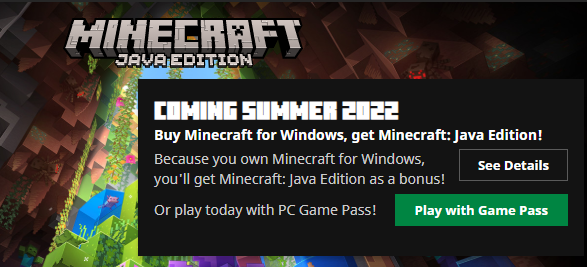 MINECRAFT
JAVA EDITION
COMING SUMMER 2022
Buy Minecraft for Windows, get Minecraft: Java Edition!
Because you own Minecraft for Windows,
you'll get Minecraft: Java Edition as a bonus!
See Details
Or play today with PC Game Pass!
Play with Game Pass